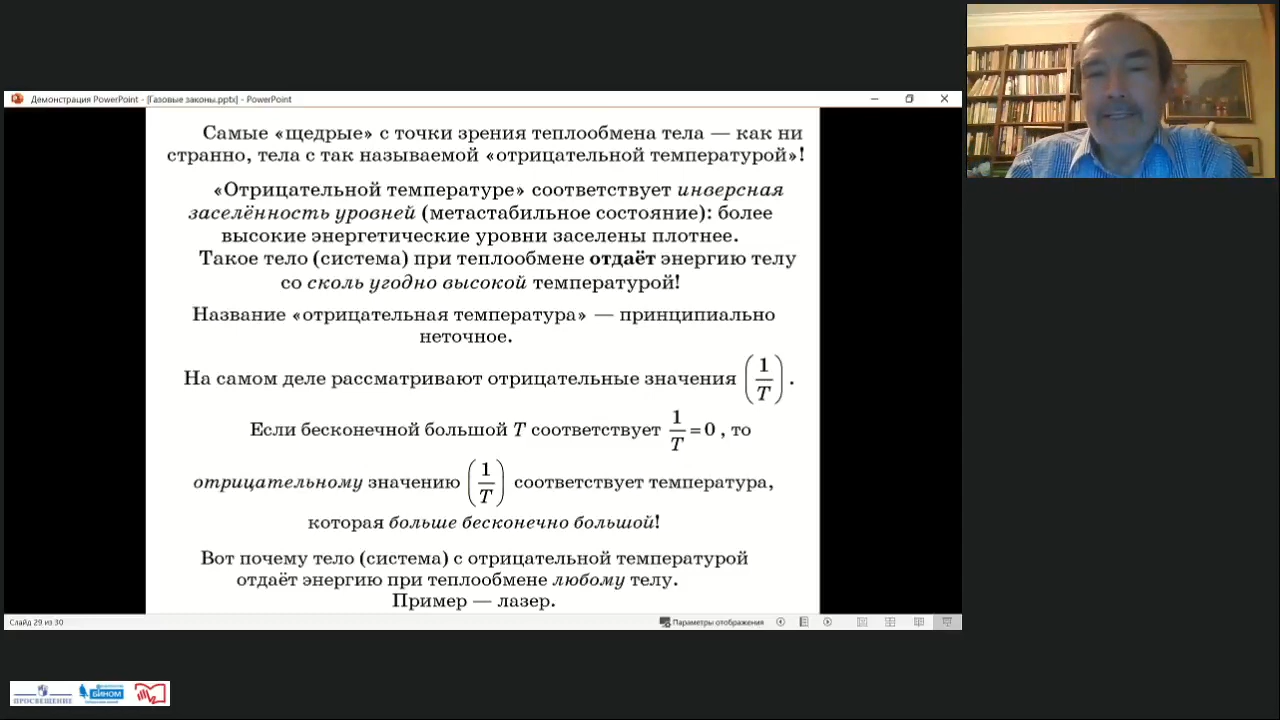 Демонстрация PowerPoint - [Газовые законы.pptx] - PowerPoint
Самые «щедрые» с точки зрения теплообмена тела — как ни
странно, тела с так называемой «отрицательной температурой»!
«Отрицательной температуре» соответствует инверсная
заселённость уровней (метастабильное состояние): более
высокие энергетические уровни заселены плотнее.
Такое тело (система) при теплообмене отдаёт энергию телу
со сколь угодно высокой температурой!
Название «отрицательная температура» — принципиально
неточное.
На самом деле рассматривают отрицательные значения (1/T).
Если бесконечной большой T соответствует 1/T=0, то
отрицательному значению (1/T) соответствует температура,
которая больше бесконечно большой!
Вот почему тело (система) с отрицательной температурой
отдаёт энергию при теплообмене любому телу.
Пример — лазер.
Слайд 29 из 30
Параметры отображения
ПРОСВЕЩЕНИЕ
БИНОМ